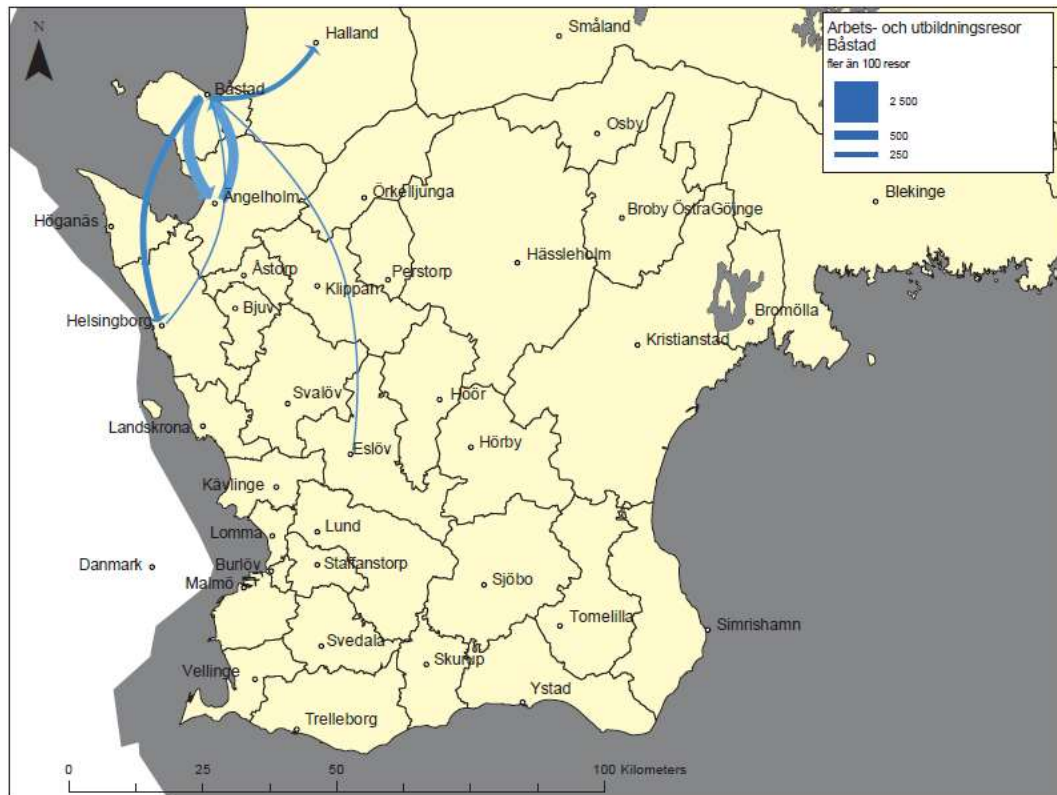 N
Halland
Småland
Arbets- och utbildningsresor
Båstad
fler än 100 resor
2 500
500
250
Båstad
Osby
Ängelholm
Örkelljunga
Blekinge
Höganäs
Broby ÖstraGöinge
Hässleholm
Åstorp
Perstorp
Klippan
Bjuv
Helsingborg
Bromölla
Kristianstad
Svalöv
Höör
Landskrona
Hörby
Eslöv
Kävlinge
Lund
Lomma
Danmark
Burlöv
Staffanstorp
Malmö
Sjöbo
Tomelilla
Simrishamn
Svedala
Skurup
Vellinge
Ystad
Trelleborg
0 25 50 100 Kilometers